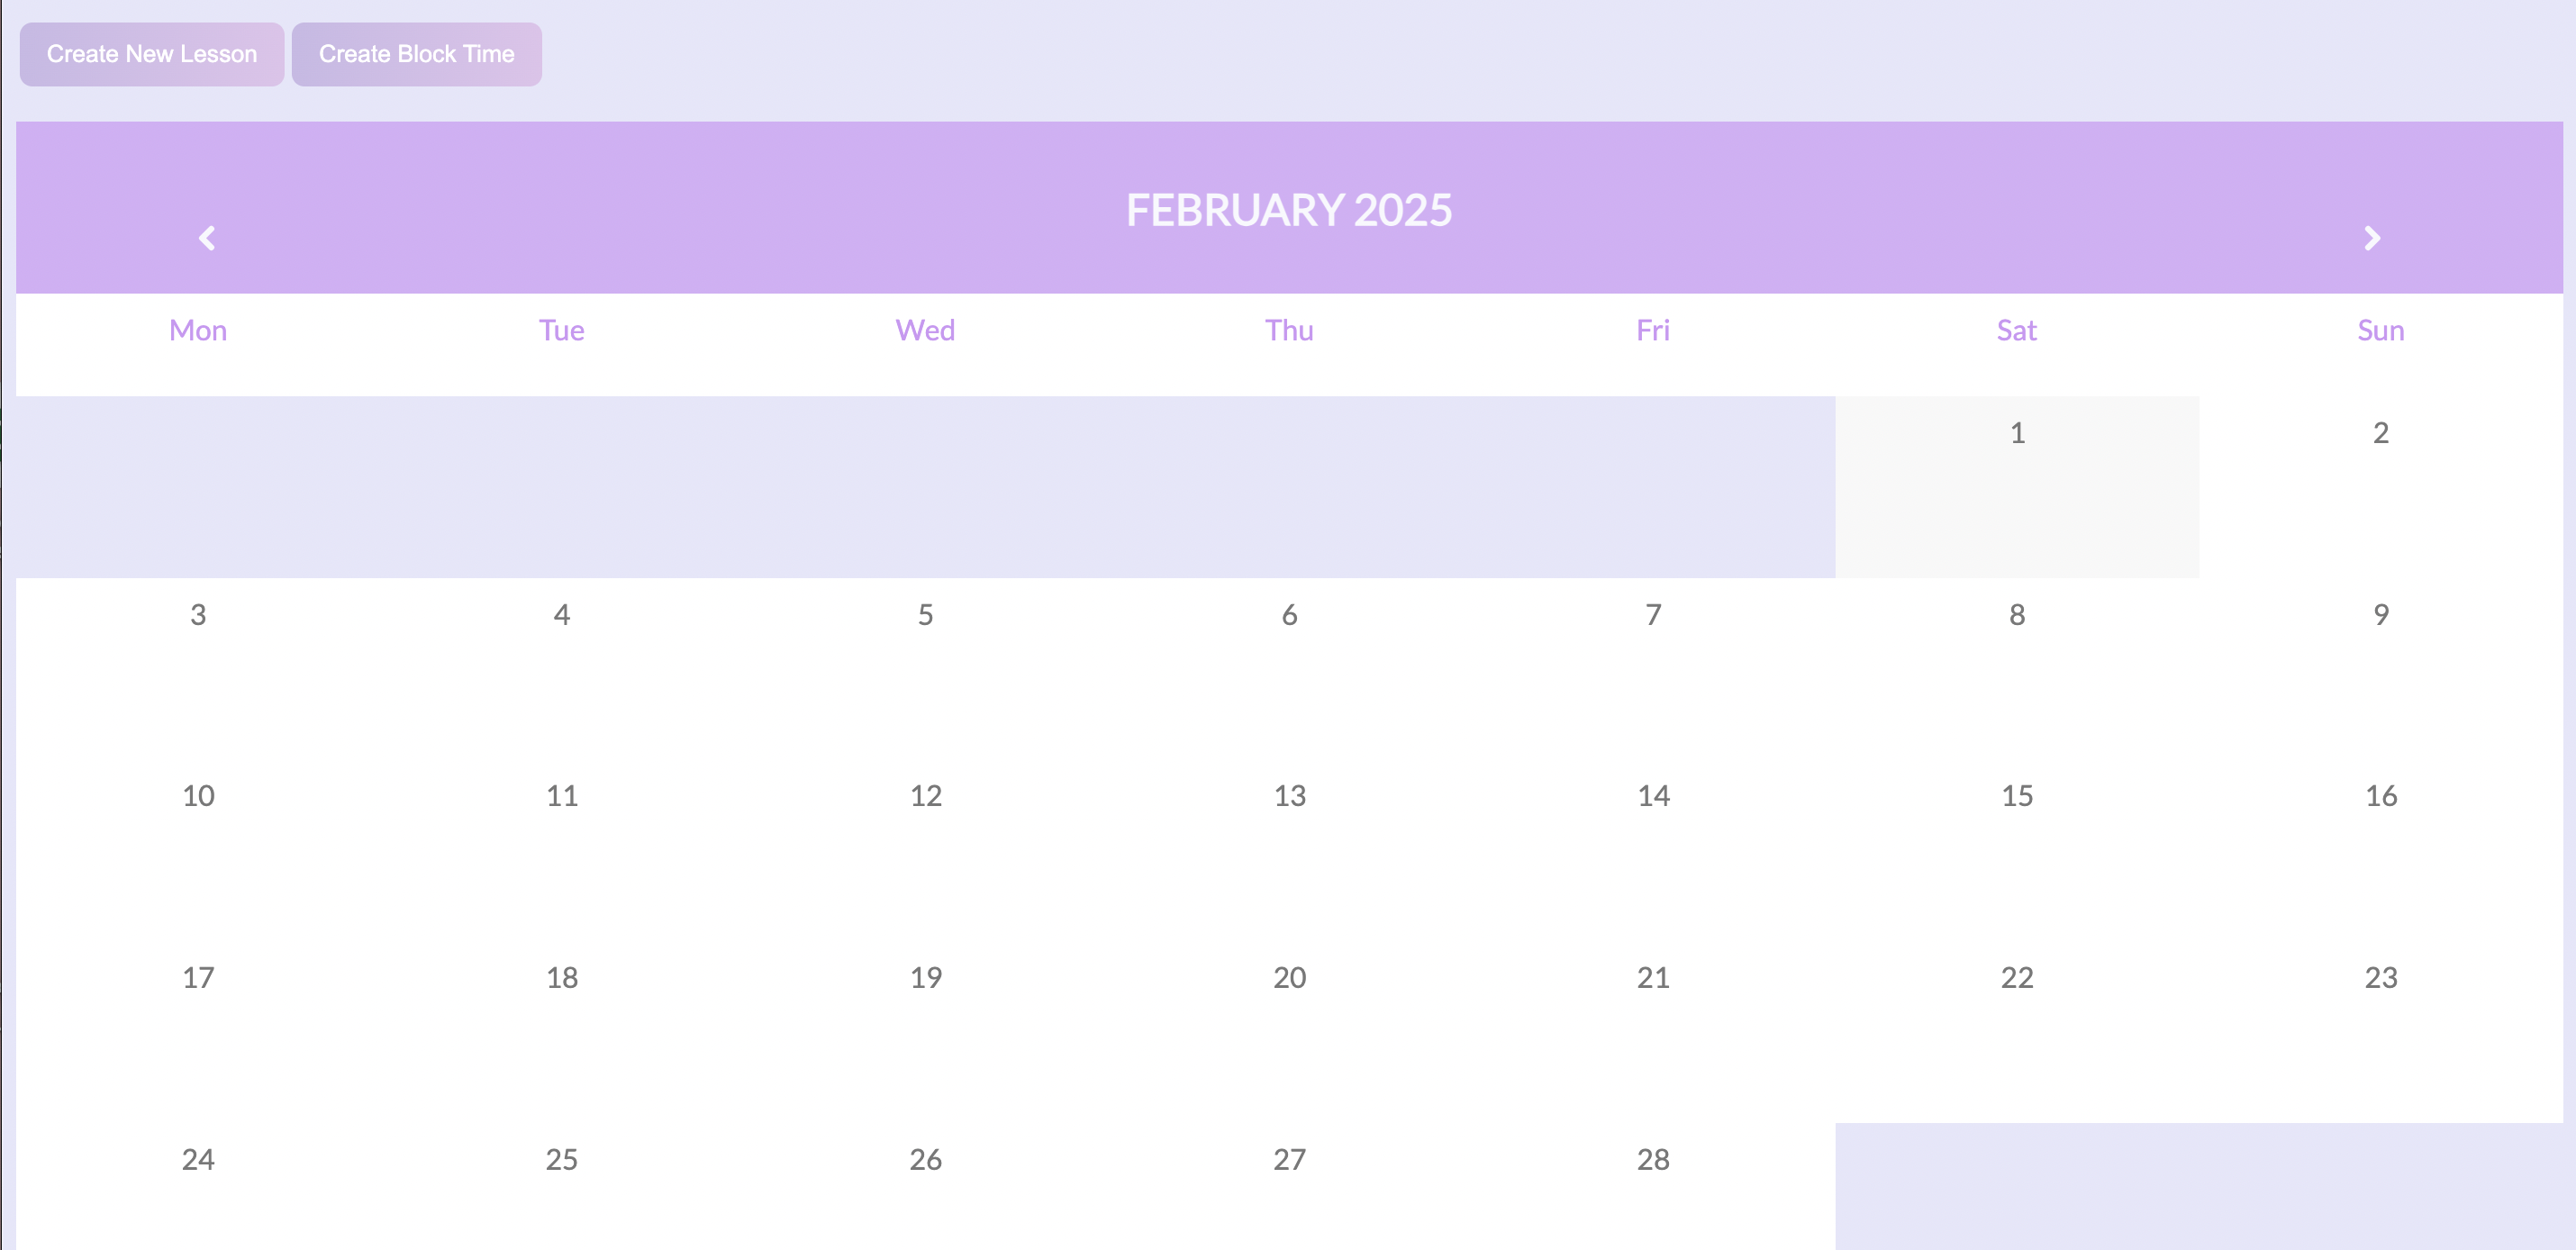 Create New Lesson Create Block Time
FEBRUARY 2025
Mon Tue Wed Thu Fri Sat Sun
1 2
3 4 5 6 7 8 9
10 11 12 13 14 15 16
17 18 19 20 21 22 23
24 25 26 27 28